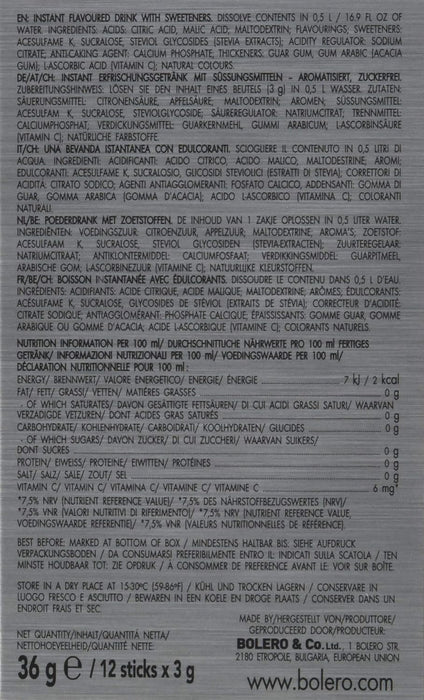 EN: INSTANT FLAVOURED DRINK WITH SWEETENERS. DISSOLVE CONTENTS IN 0,5 L / 16.9 FL OZ OF
WATER. INGREDIENTS: ACIDS: CITRIC ACID, MALIC ACID; MALTODEXTRIN; FLAVOURINGS; SWEETENERS:
ACESULFAME K, SUCRALOSE, STEVIOL GLYCOSIDES (STEVIA EXTRACTS); ACIDITY REGULATOR: SODIUM
CITRATE; ANTI-CAKING AGENT: CALCIUM PHOSPHATE; THICKENERS: GUAR GUM, GUM ARABIC (ACACIA
GUM); L-ASCORBIC ACID (VITAMIN C); NATURAL COLOURS.
DE/AT/CH: INSTANT ERFRISCHUNGSGETRÄNK MIT SÜSSUNGSMITTELN - AROMATISIERT, ZUCKERFREI.
ZUBEREITUNGSHINWEIS: LÖSEN SIE DEN INHALT EINES BEUTELS (3 g) IN 0,5 L WASSER. ZUTATEN:
SÄUERUNGSMITTEL: CITRONENSÄURE, APFELSÄURE; MALTODEXTRIN; AROMEN; SÜSSUNGSMITTEL:
ACESULFAM K, SUCRALOSE, STEVIOLGLYCOSIDE; SÄUREREGULATOR: NATRIUMCITRAT; TRENNMITTEL:
CALCIUMPHOSPHAT; VERDICKUNGSMITTEL: GUARKERNMEHL, GUMMI ARABICUM; L-ASCORBINSÄURE
(VITAMIN C); NATÜRLICHE FARBSTOFFE
IT/CH: UNA BEVANDA ISTANTANEA CON EDULCORANTI. SCIOGLIERE IL CONTENUTO IN 0,5 LITRI DI
ACQUA. INGREDIENTI: ACIDIFICANTI: ACIDO CITRICO, ACIDO MALICO, MALTODESTRINE; AROMI;
EDULCORANTI: ACESULFAME K, SUCRALOSIO, GLICOSIDI STEVIOLICI (ESTRATTI DI STEVIA); CORRETTORI DI
ACIDITÀ: CITRATO SODICO; AGENTI ANTIAGGLOMERANTI: FOSFATO CALCICO, ADDENSANTI: GOMMA DI
GUAR, GOMMA ARABICA (GOMMA D'ACACIA); ACIDO L-ASCORBICO (VITAMINA C); COLORANTI
NATURALI.
NL/BE: POEDERDRANK MET ZOETSTOFFEN. DE INHOUD VAN 1 ZAKJE OPLOSSEN IN 0,5 LITER WATER.
INGREDIËNTEN: VOEDINGSZUUR: CITROENZUUR, APPELZUUR; MALTODEXTRINE; AROMA'S; ZOETSTOF:
ACESULFAAM K, SUCRALOSE, STEVIOL GLYCOSIDEN (STEVIA-EXTRACTEN); ZUURTEREGELAAR:
NATRIUMCITRAAT; ANTIKLONTERMIDDEL: CALCIUMFOSFAAT; VERDIKKINGSMIDDEL: GUARPITMEEL,
ARABISCHE GOM; L-ASCORBINEZUUR (VITAMINE C); NATUURLIJKE KLEURSTOFFEN.
FR/BE/CH: BOISSON INSTANTANÉE AVEC ÉDULCORANTS. DISSOUDRE LE CONTENU DANS 0,5 L D'EAU.
INGRÉDIENTS: ACIDIFIANTS: ACIDE CITRIQUE, ACIDE MALIQUE; MALTODEXTRINE; ARÔMES; ÉDULCORANTS:
ACÉSULFAME K, SUCRALOSE, GLYCOSIDES DE STÉVIOL (EXTRAITS DE STÉVIA); CORRECTEUR D'ACIDITÉ:
CITRATE SODIQUE; ANTIAGGLOMÉRANT: PHOSPHATE CALCIQUE, ÉPAISSISSANTS: GOMME GUAR, GOMME
ARABIQUE OU GOMME D'ACACIA; ACIDE L-ASCORBIQUE (VITAMINE C); COLORANTS NATURELS.
NUTRITION INFORMATION PER 100 ml/ DURCHSCHNITTLICHE NÄHRWERTE PRO 100 ml FERTIGES
GETRÄNK/ INFORMAZIONI NUTRIZIONALI PER 100 ml/ VOEDINGSWAARDE PER 100 ml/
DÉCLARATION NUTRITIONNELLE POUR 100 ml:
ENERGY/ BRENNWERT/ VALORE ENERGETICO/ ENERGIE/ ÉNERGIE 7 kj / 2 kcal
FAT/ FETT/ GRASSI/ VETTEN/ MATIÈRES GRASSES 0 g
- OF WHICH SATURATES/ DAVON GESÄTTIGTE FETTSÄUREN/ DI CUI ACIDI GRASSI SATURI/ WAARVAN
VERZADIGDE VETZUREN/ DONT ACIDES GRAS SATURÉS 0 g
CARBOHYDRATE/ KOHLENHYDRATE/ CARBOIDRATI/ KOOLHYDRATEN/ GLUCIDES 0 g
- OF WHICH SUGARS/ DAVON ZUCKER/ DI CUI ZUCCHERI/ WAARVAN SUIKERS/
DONT SUCRES 0 g
PROTEIN/ EIWEISS/ PROTEINE/ EIWITTEN/ PROTÉINES 0 g
SALT/ SALZ/ SALE/ ZOUT/ SEL 0 g
VITAMIN C/ VITAMIN C/ VITAMINA C/ VITAMINE C/ VITAMINE C 6 mg*
*7,5% NRV (NUTRIENT REFERENCE VALUE)/ *7,5% DES NÄHRSTOFFBEZUGSWERTES (NRV)/
*7,5% VNR (VALORI NUTRITIVI DI RIFERIMENTO)/ *7,5% NRV (NUTRIENT REFERENCE VALUE,
VOEDINGSWAARDE REFERENTIE)/ *7,5% VNR (VALEURS NUTRITIONNELLES DE RÉFÉRENCE).
BEST BEFORE: MARKED AT BOTTOM OF BOX / MINDESTENS HALTBAR BIS: SIEHE AUFDRUCK
VERPACKUNGSBODEN / DA CONSUMARSI PREFERIBILMENTE ENTRO IL: INDICATI SULLA SCATOLA / TEN
MINSTE HOUDBAAR TOT: ZIE OPDRUK / À CONSOMMER DE PRÉFÉRENCE AVANT LE: VOIR SUR BOÎTE.
STORE IN A DRY PLACE AT 15-30ºC (59-86ºF) / KÜHL UND TROCKEN LAGERN / CONSERVARE IN
LUOGO FRESCO E ASCIUTTO / BEWAREN IN EEN KOELE EN DROGE PLAATS / CONSERVER DANS UN
ENDROIT FRAIS ET SEC
NET QUANTITY/INHALT/QUANTITÀ NETTA/
NETTOHOEVEELHEID/QUANTITÉ NETTE:
36 g e / 12 sticks x 3 g
MADE BY/HERGESTELLT VON/PRODUTTORE/
GEPRODUCEERD DOOR/PRODUCTEUR:
BOLERO & Co. Ltd., 1 BOLERO STR.
2180 ETROPOLE, BULGARIA, EUROPEAN UNION
www.bolero.com